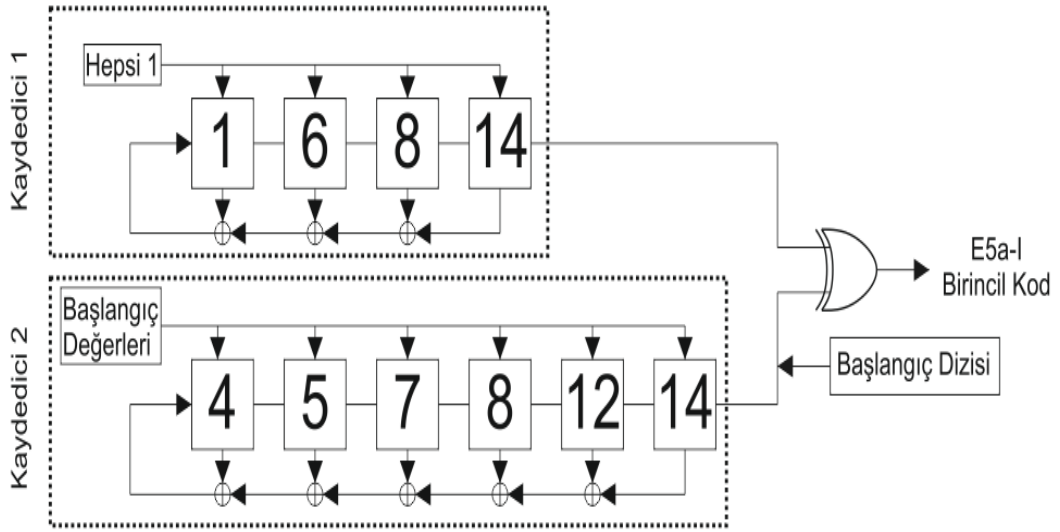 Kaydedici 1
Hepsi 1
1 6 8 14
E5a-I
Birincil Kod
Kaydedici 2
Başlangıç
Değerleri
4 5 7 8 12 14
Başlangıç Dizisi